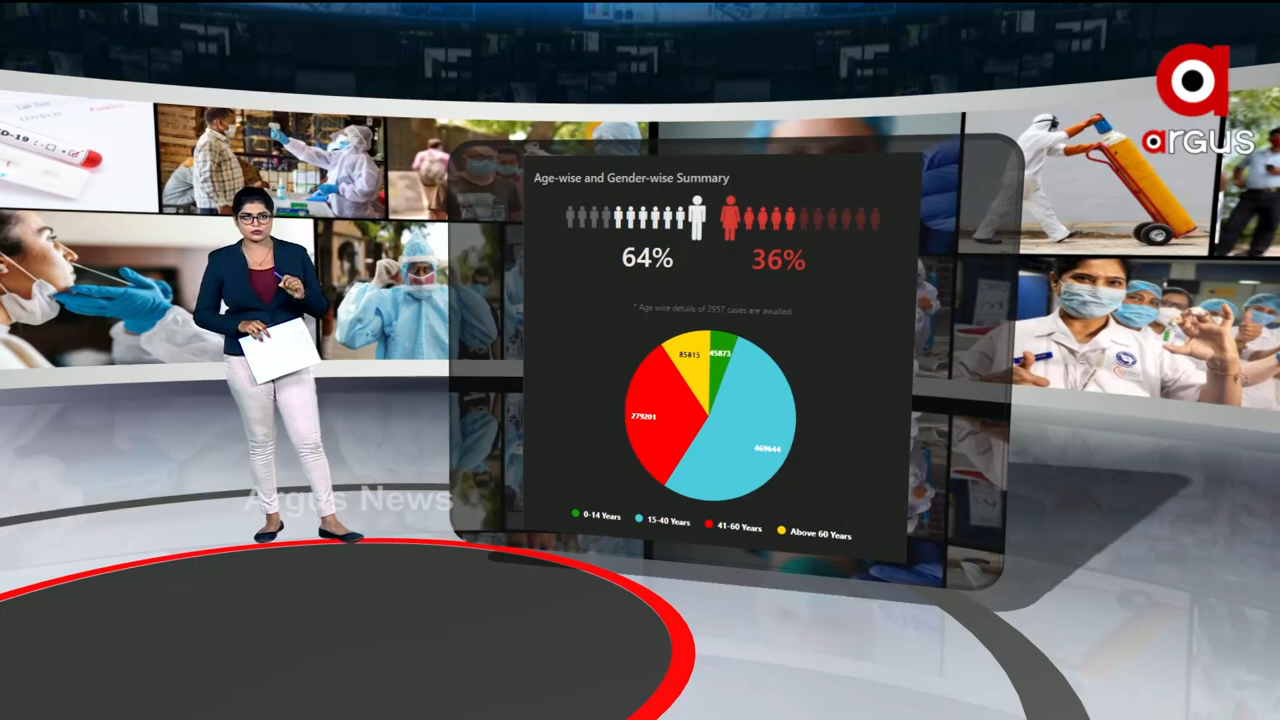 argus
Age-wise and Gender-wise Summary
64% 36%
* Age wise details of 2957 cases are awaited
85815 45873
279201
469644
0-14 Years 15-40 Years 41-60 Years Above 60 Years
Argus News